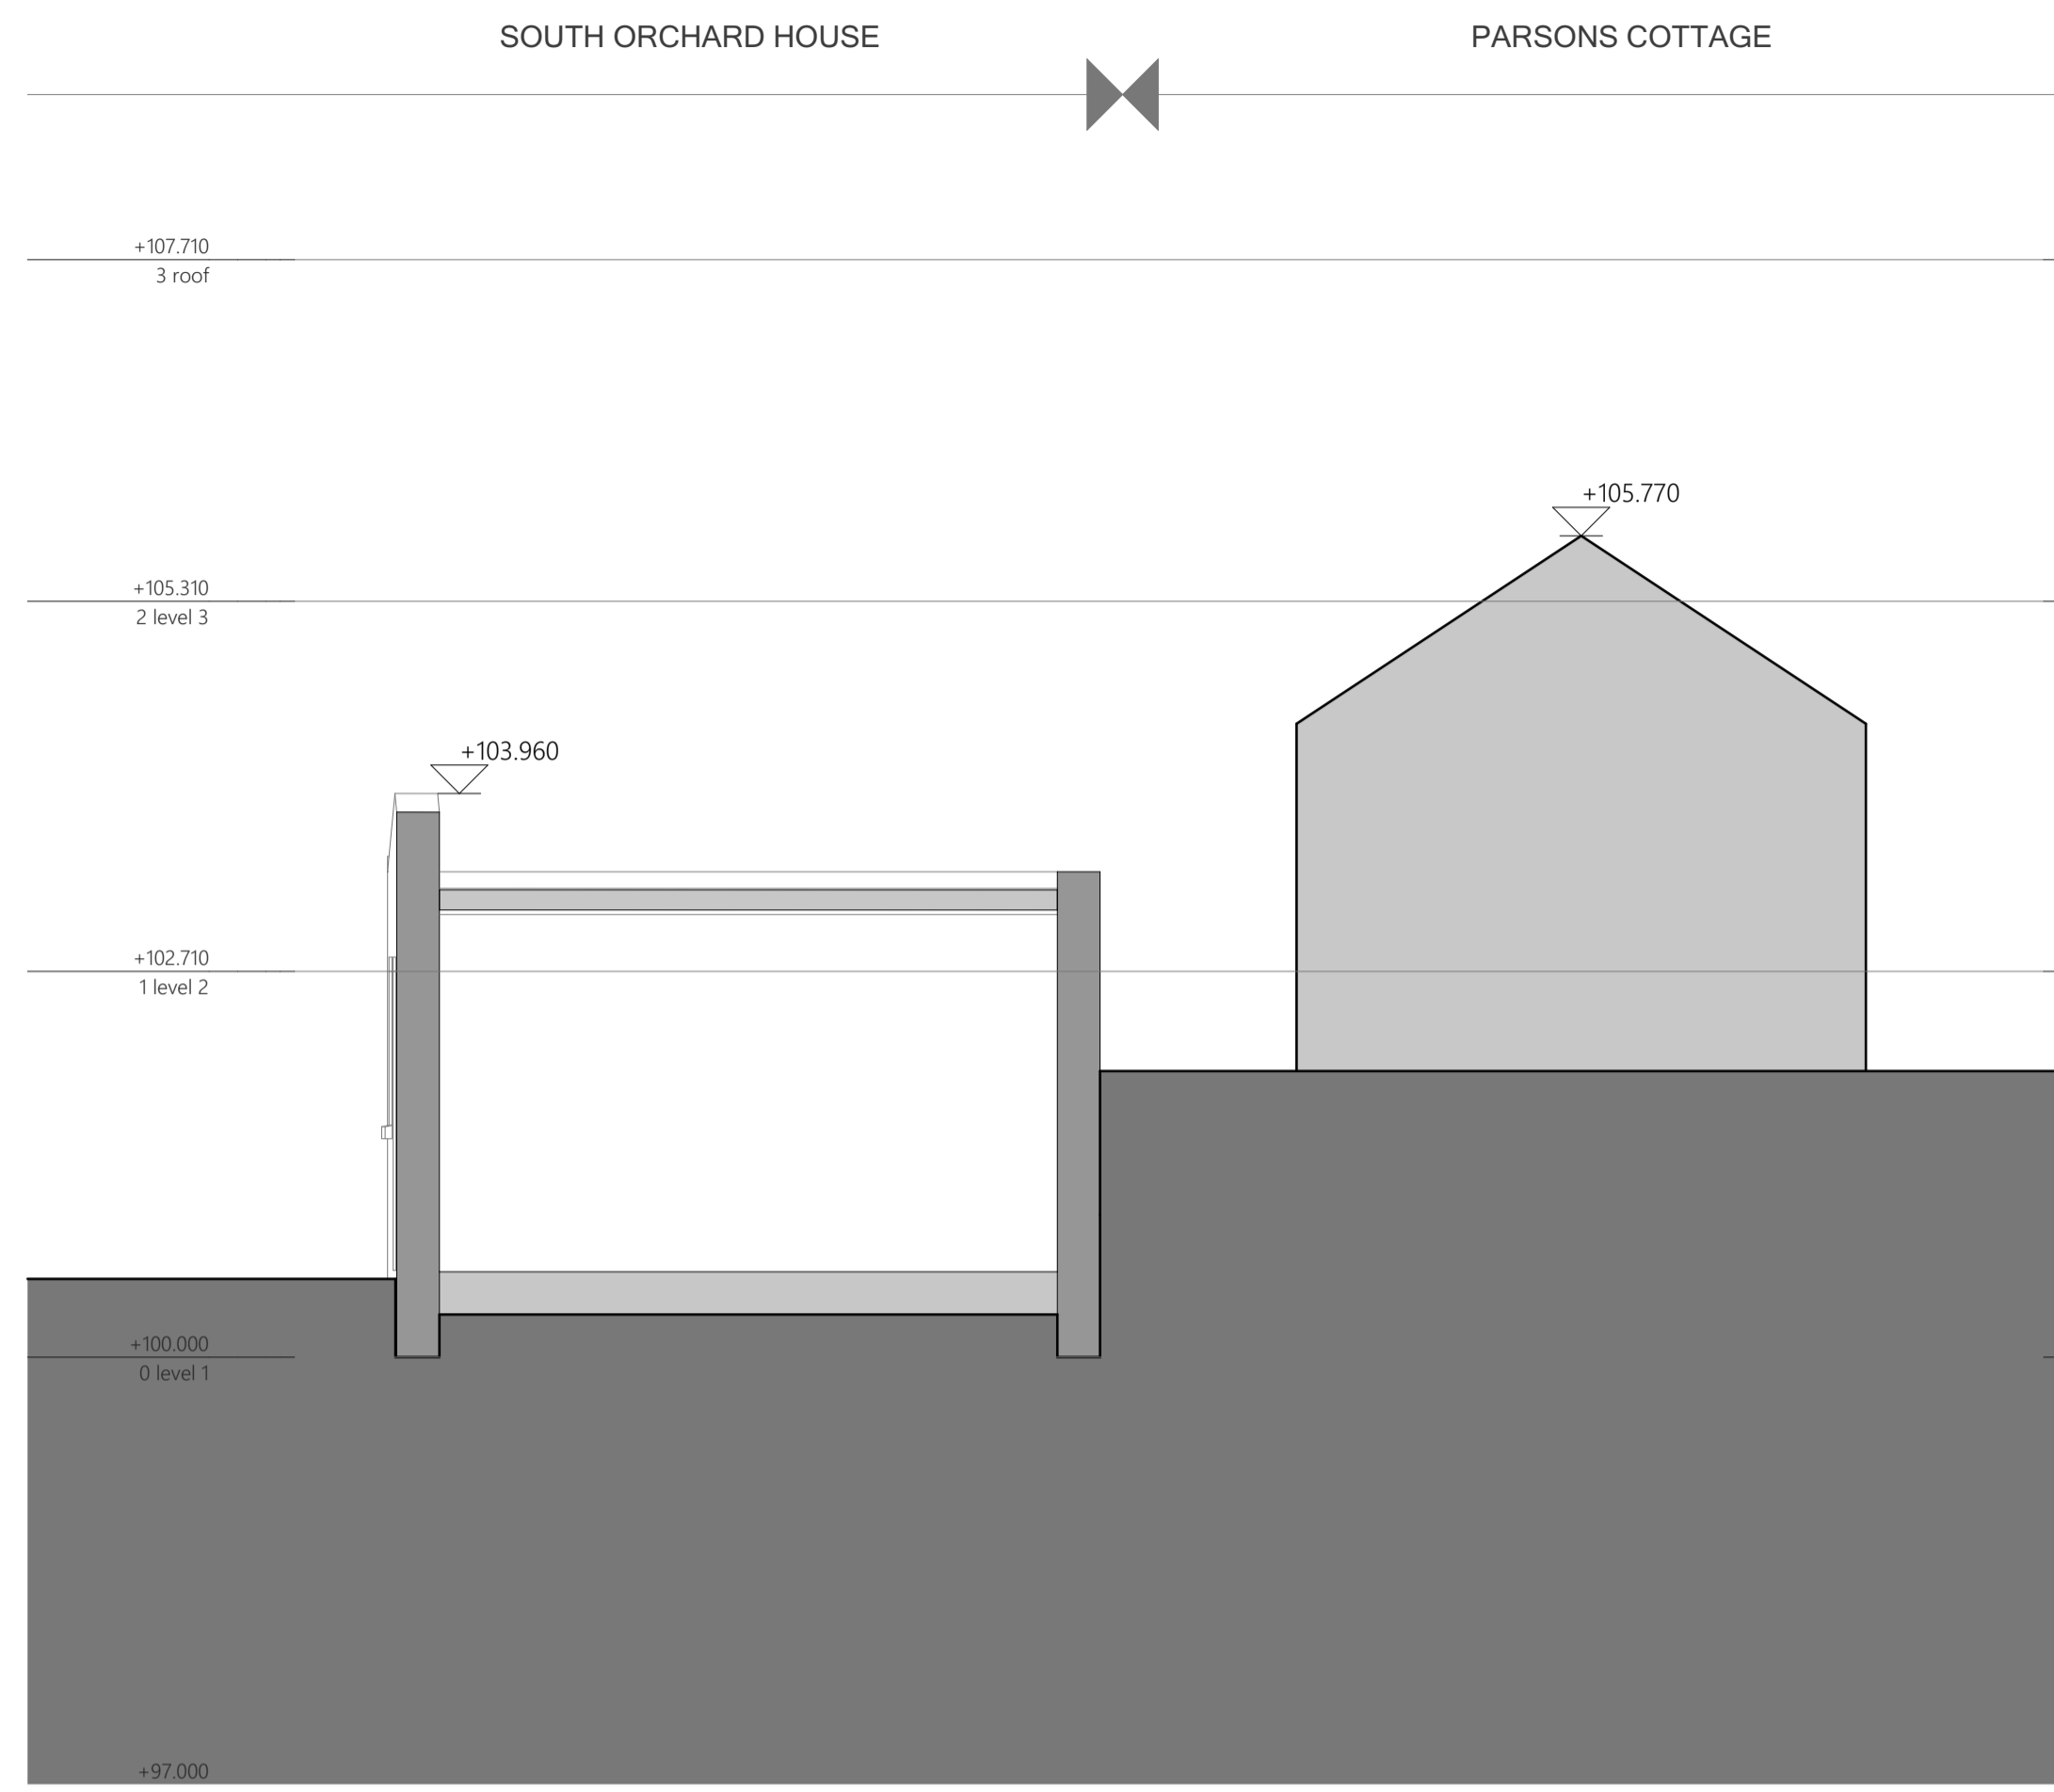 SOUTH ORCHARD HOUSE
PARSONS COTTAGE
+107.710
3 roof
+105.770
+105.310
2 level 3
+103.960
+102.710
1 level 2
+100.000
0 level 1
+97.000